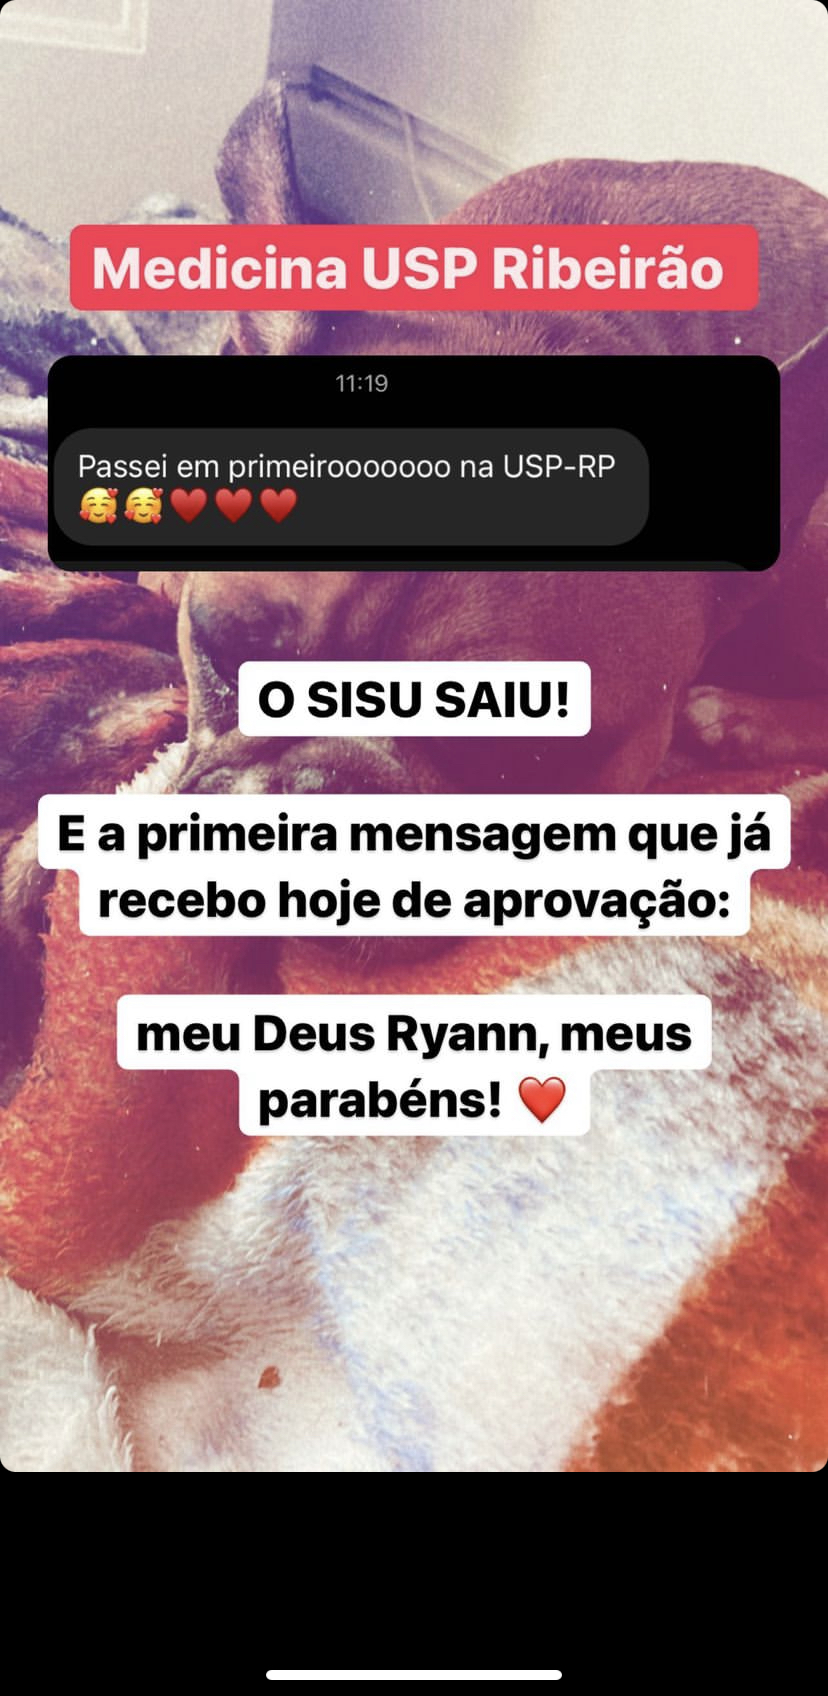 Medicina USP Ribeirão
11:19
Passei em primeirooooooo na USP-RP
🥰🥰♥️♥️♥️
O SISU SAIU!
E a primeira mensagem que já
recebo hoje de aprovação:
meu Deus Ryann, meus
parabéns! ❤️